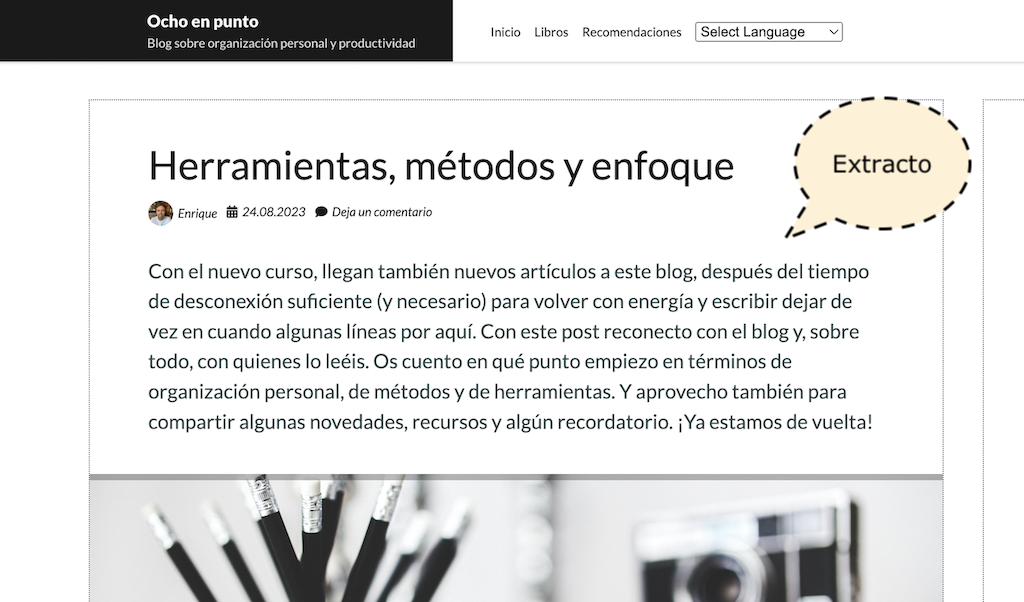 Ocho en punto
Blog sobre organización personal y productividad
Inicio Libros Recomendaciones Select Language
Extracto
Herramientas, métodos y enfoque
Enrique 24.08.2023 Deja un comentario
Con el nuevo curso, llegan también nuevos artículos a este blog, después del tiempo
de desconexión suficiente (y necesario) para volver con energía y escribir dejar de
vez en cuando algunas líneas por aquí. Con este post reconecto con el blog y, sobre
todo, con quienes lo leéis. Os cuento en qué punto empiezo en términos de
organización personal, de métodos y de herramientas. Y aprovecho también para
compartir algunas novedades, recursos y algún recordatorio. ¡Ya estamos de vuelta!